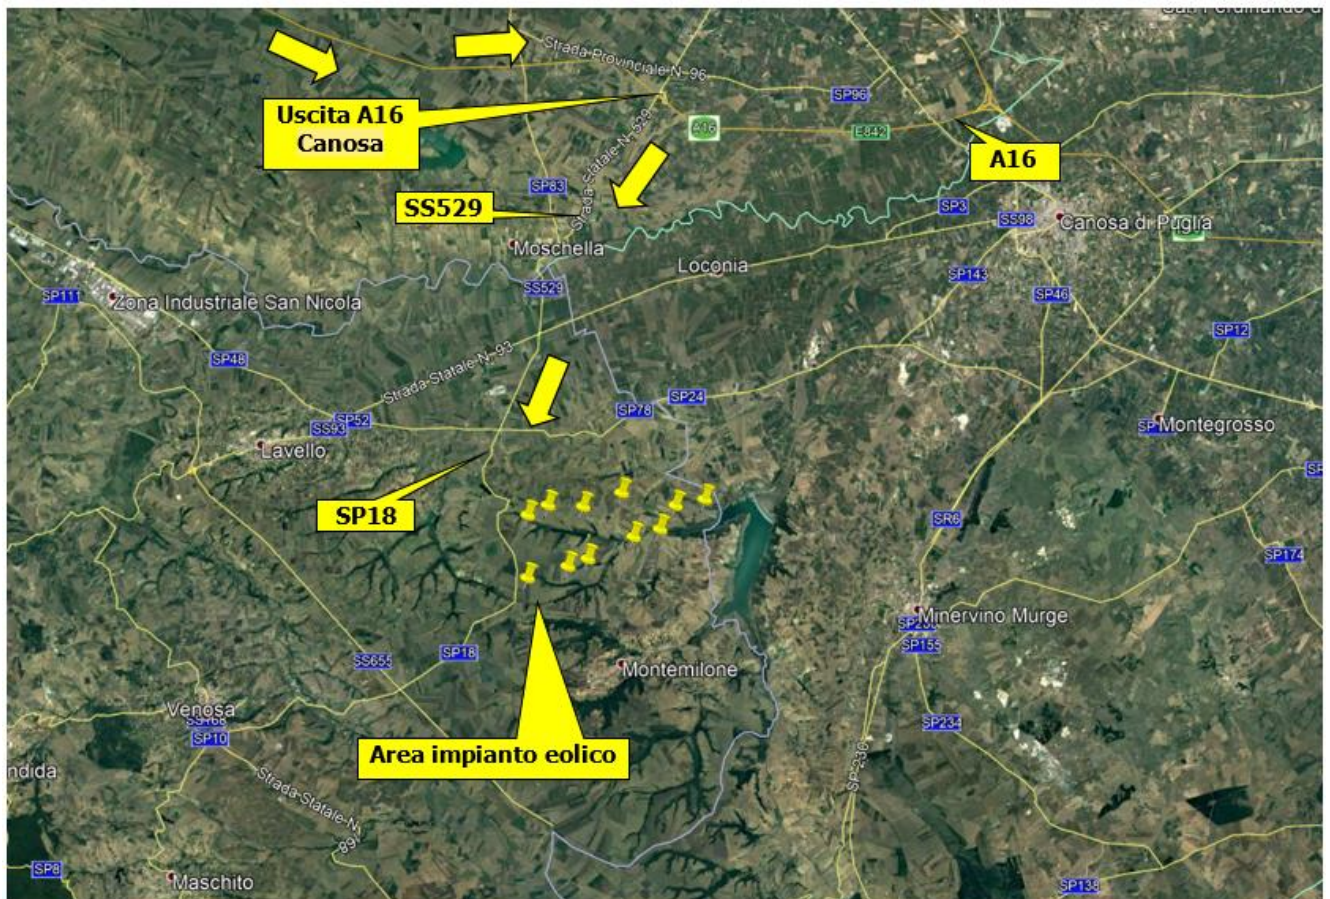 Strada Provinciale N. 96
SP96
Uscita A16
Canosa
A16
E842
A16
Strada Statale N. 529
SP83
SS529
SP3
SS98
Canosa di Puglia
Moschella
Loconia
SP143
SP46
SP111
Zona Industriale San Nicola
SS529
SP12
SP48
Strada Statale N. 93
SP78
SP24
SP52
SS93
Lavello
Montegrosso
SP18
SR6
SP174
Minervino Murge
SP155
SS655
SP18
Montemilone
Venosa
SP10
SP234
Area impianto eolico
SP 236
ndida
Strada Statale N.
SP8
Maschito
SP138